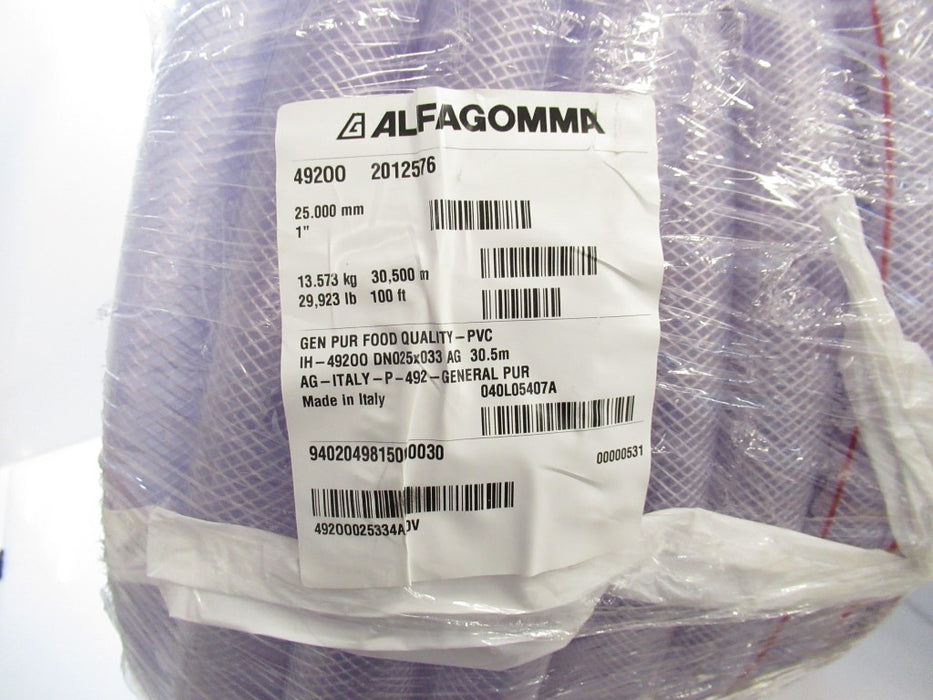 ALFAGOMMA
49200 2012576
25.000 mm
1"
13.573 kg 30,500 m
29,923 lb 100 ft
GEN PUR FOOD QUALITY-PVC
IH-49200 DN025x033 AG 30.5m
AG-ITALY-P-492-GENERAL PUR
Made in Italy 040L05407A
00000531